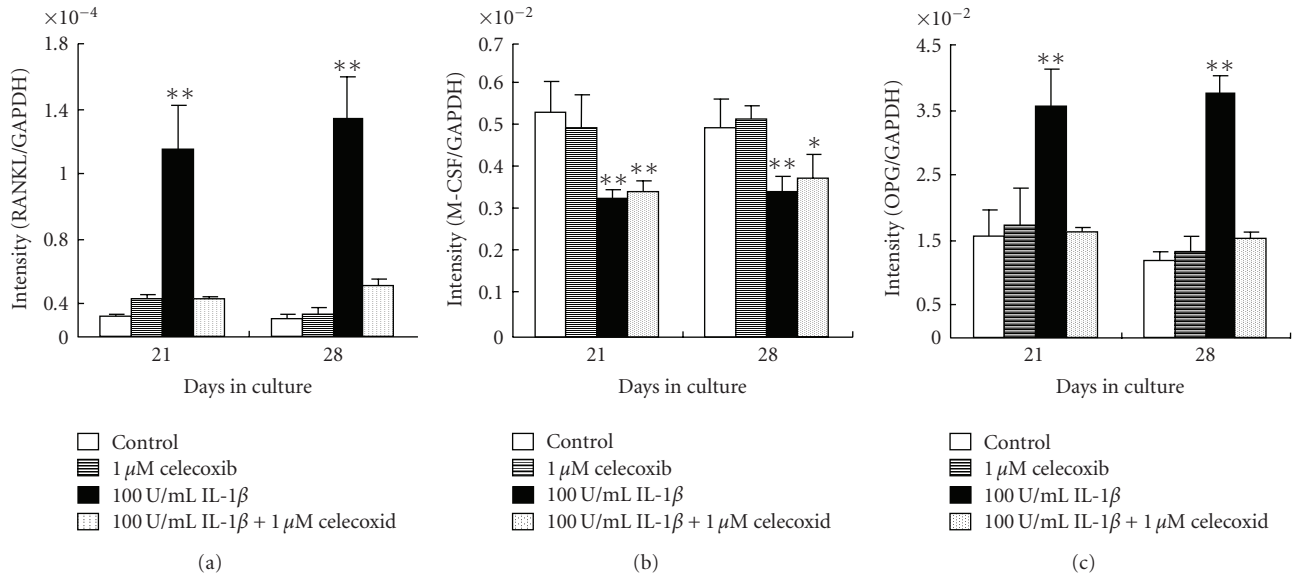 ×10−4
1.8
1.4
0.8
0.4
0
Intensity (RANKL/GAPDH)
**
**
21
28
Days in culture
Control
1 μM celecoxib
100 U/mL IL-1β
100 U/mL IL-1β + 1 μM celecoxid
(a)
×10−2
0.7
0.6
0.5
0.4
0.3
0.2
0.1
0
Intensity (M-CSF/GAPDH)
**
**
**
*
21
28
Days in culture
Control
1 μM celecoxib
100 U/mL IL-1β
100 U/mL IL-1β + 1 μM celecoxid
(b)
×10−2
4.5
3.5
2.5
1.5
0.5
0
Intensity (OPG/GAPDH)
**
**
21
28
Days in culture
Control
1 μM celecoxib
100 U/mL IL-1β
100 U/mL IL-1β + 1 μM celecoxid
(c)